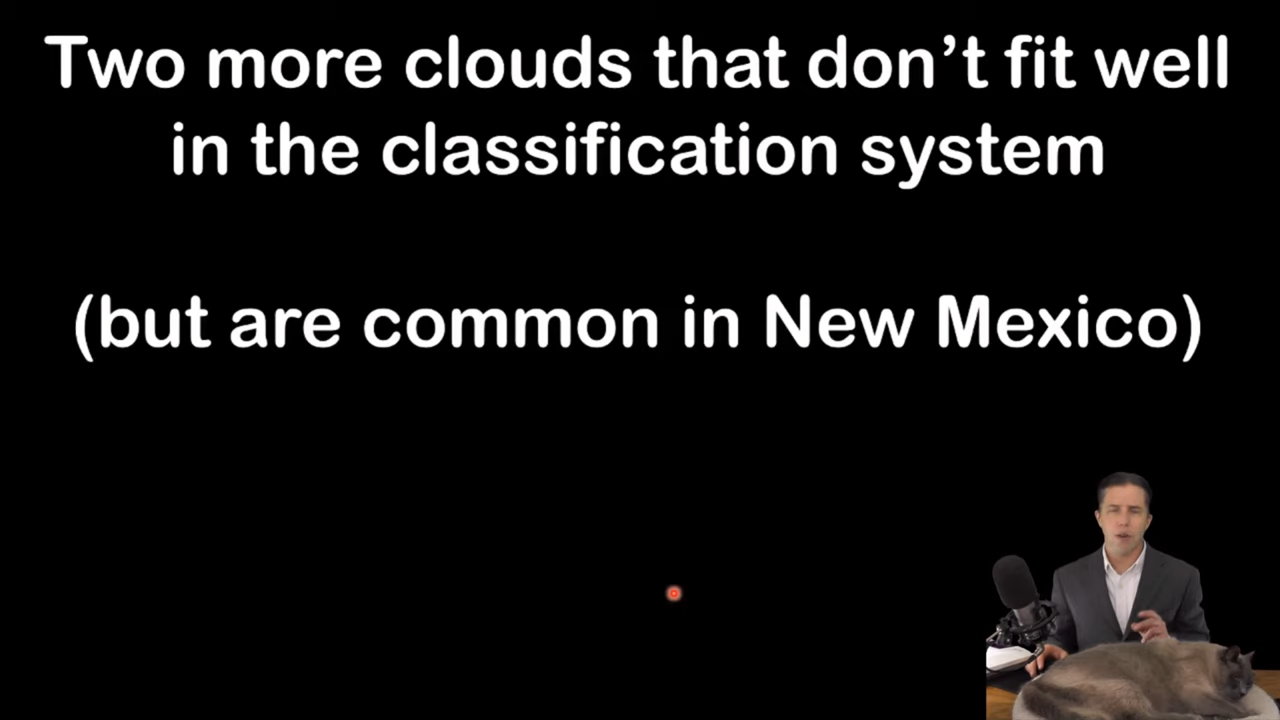 Two more clouds that don’t fit well
in the classification system
(but are common in New Mexico)